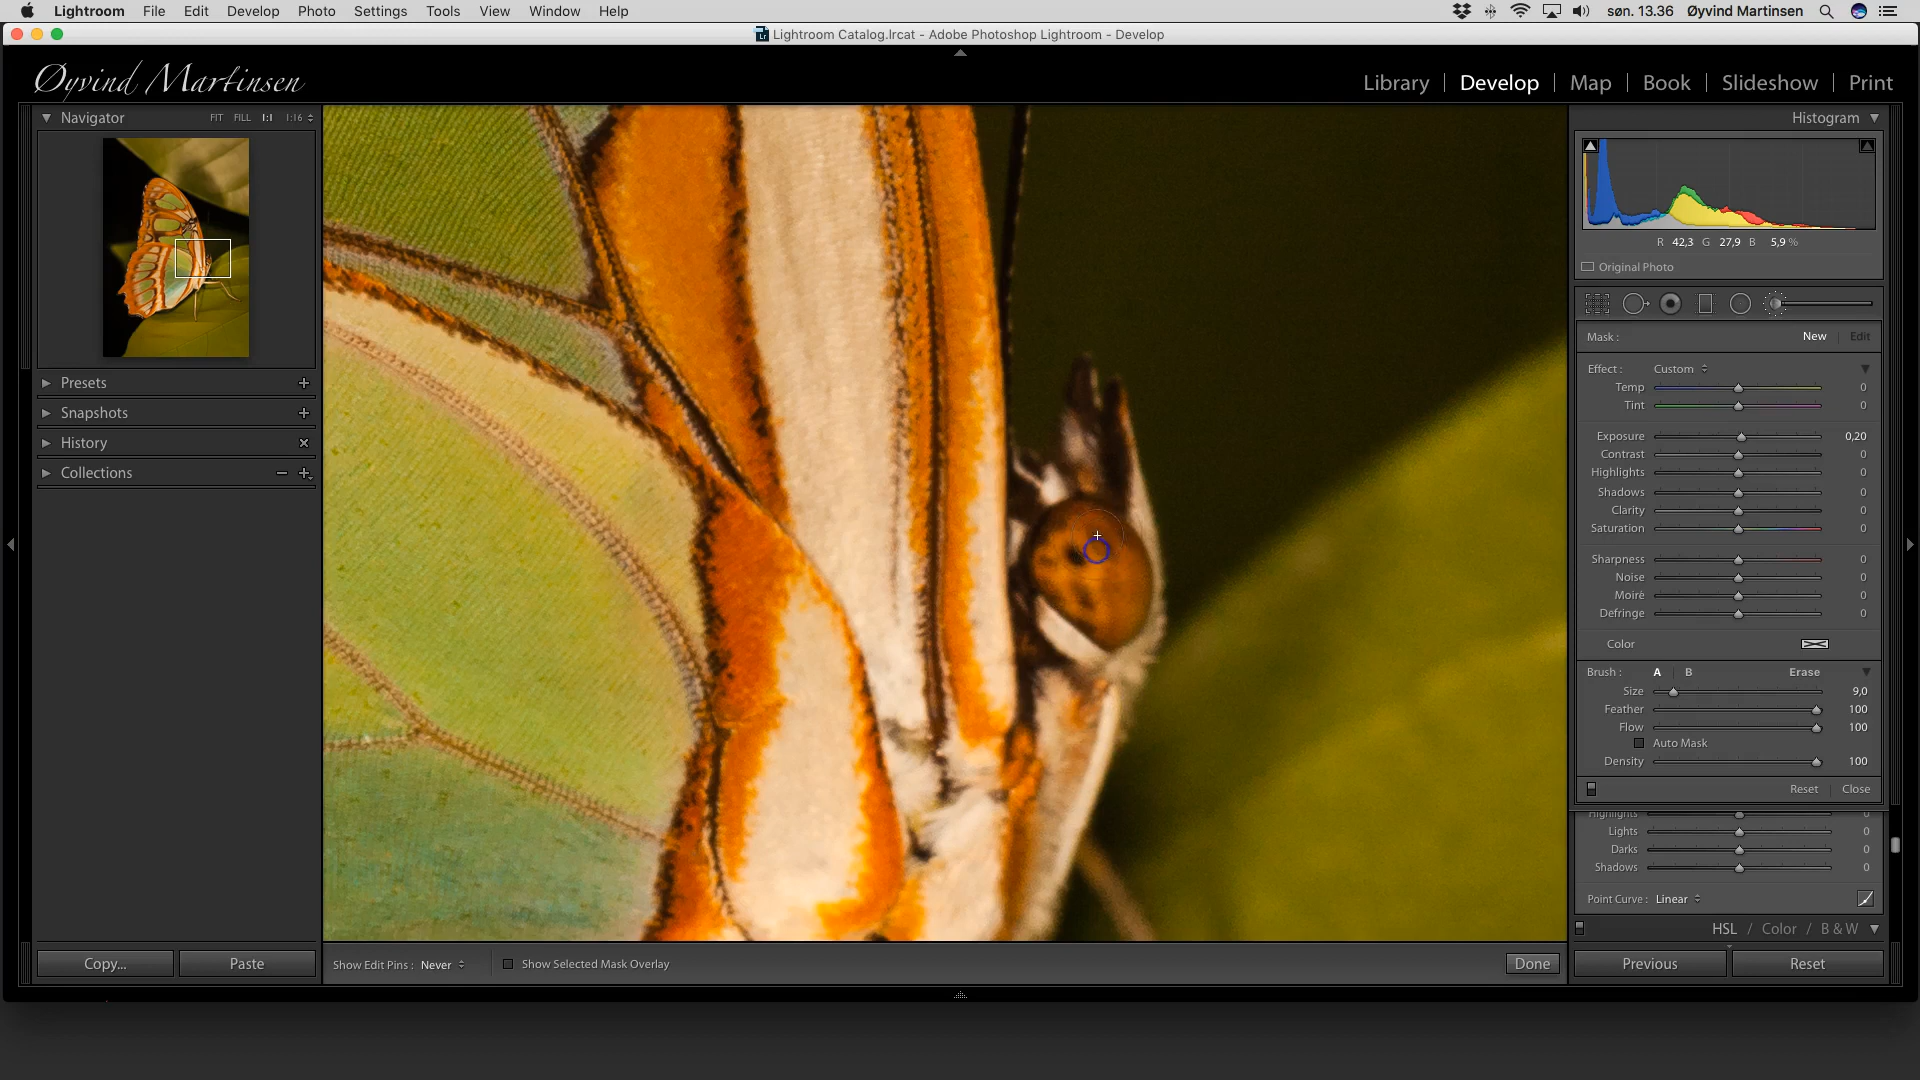 Lightroom File Edit Develop Photo Settings Tools View Window Help søn. 13.36 Øyvind Martinsen
Lightroom Catalog.lrcat - Adobe Photoshop Lightroom - Develop
Øyvind Martinsen
Library Develop Map Book Slideshow Print
Navigator FIT FILL 1:1 1:16
Presets
Snapshots
History
Collections
Histogram
R 42,3 G 27,9 B 5,9 %
Original Photo
Mask : New Edit
Effect : Custom
Temp 0
Tint 0
Exposure 0,20
Contrast 0
Highlights 0
Shadows 0
Clarity 0
Saturation 0
Sharpness 0
Noise 0
Moiré 0
Defringe 0
Color
Brush : A B Erase
Size 9,0
Feather 100
Flow 100
Auto Mask
Density 100
Reset Close
Highlights 0
Lights 0
Darks 0
Shadows 0
Point Curve : Linear
HSL / Color / B & W
Copy... Paste
Show Edit Pins : Never Show Selected Mask Overlay Done
Previous Reset